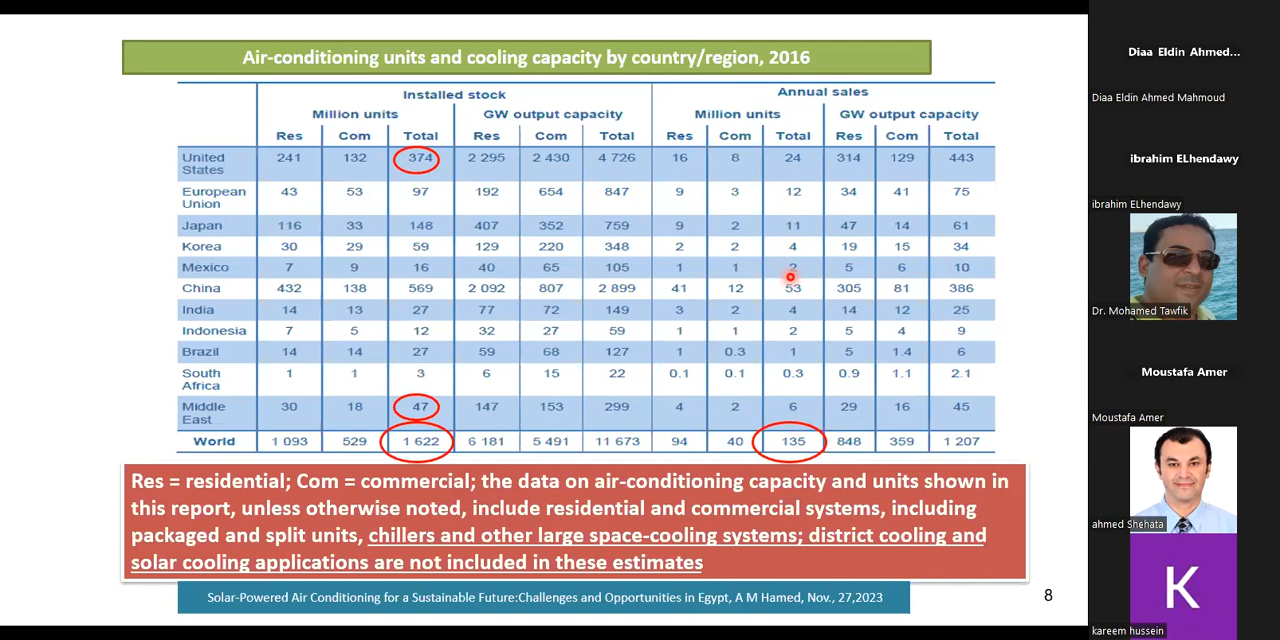 Air-conditioning units and cooling capacity by country/region, 2016
Installed stock Annual sales
Million units GW output capacity Million units GW output capacity
Res Com Total Res Com Total Res Com Total Res Com Total
United States 241 132 374 2 295 2 430 4 726 16 8 24 314 129 443
European Union 43 53 97 192 654 847 9 3 12 34 41 75
Japan 116 33 148 407 352 759 9 2 11 47 14 61
Korea 30 29 59 129 220 348 2 2 4 19 15 34
Mexico 7 9 16 40 65 105 1 1 2 5 6 10
China 432 138 569 2 092 807 2 899 41 12 53 305 81 386
India 14 13 27 77 72 149 3 2 4 14 12 25
Indonesia 7 5 12 32 27 59 1 1 2 5 4 9
Brazil 14 14 27 59 68 127 1 0.3 1 5 1.4 6
South Africa 1 1 3 6 15 22 0.1 0.1 0.3 0.9 1.1 2.1
Middle East 30 18 47 147 153 299 4 2 6 29 16 45
World 1 093 529 1 622 6 181 5 491 11 673 94 40 135 848 359 1 207
Res = residential; Com = commercial; the data on air-conditioning capacity and units shown in
this report, unless otherwise noted, include residential and commercial systems, including
packaged and split units, chillers and other large space-cooling systems; district cooling and
solar cooling applications are not included in these estimates
Solar-Powered Air Conditioning for a Sustainable Future:Challenges and Opportunities in Egypt, A M Hamed, Nov., 27,2023
8
Diaa Eldin Ahmed...
Diaa Eldin Ahmed Mahmoud
ibrahim ELhendawy
ibrahim ELhendawy
Dr. Mohamed Tawfik
Moustafa Amer
Moustafa Amer
ahmed Shehata
K
kareem hussein